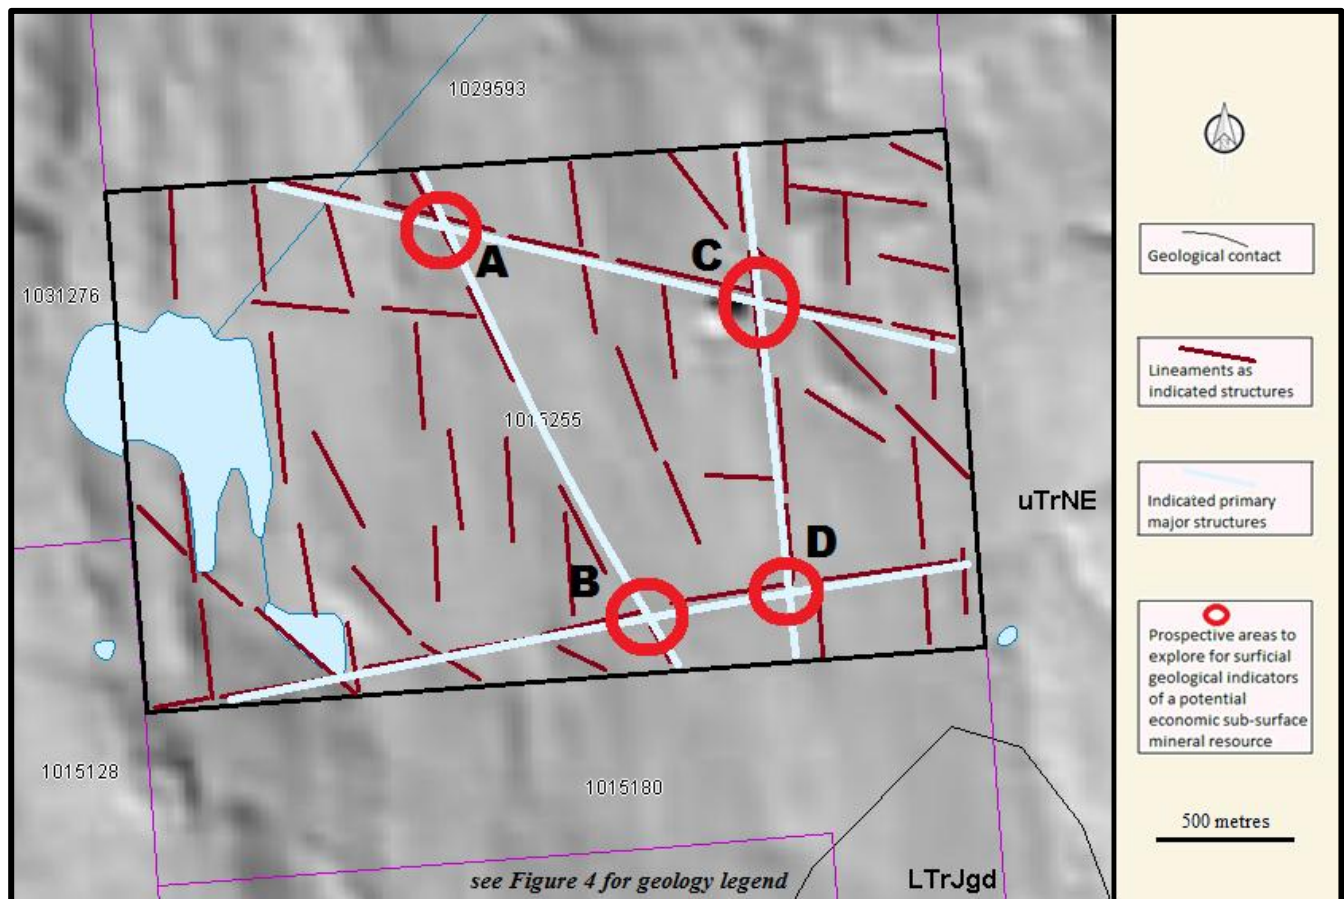 1029593
A
C
1031276
Geological contact
Lineaments as
indicated structures
1015255
uTrNE
Indicated primary
major structures
D
B
Prospective areas to
explore for surficial
geological indicators
of a potential
economic sub-surface
mineral resource
1015128
1015180
500 metres
see Figure 4 for geology legend
LTrJgd